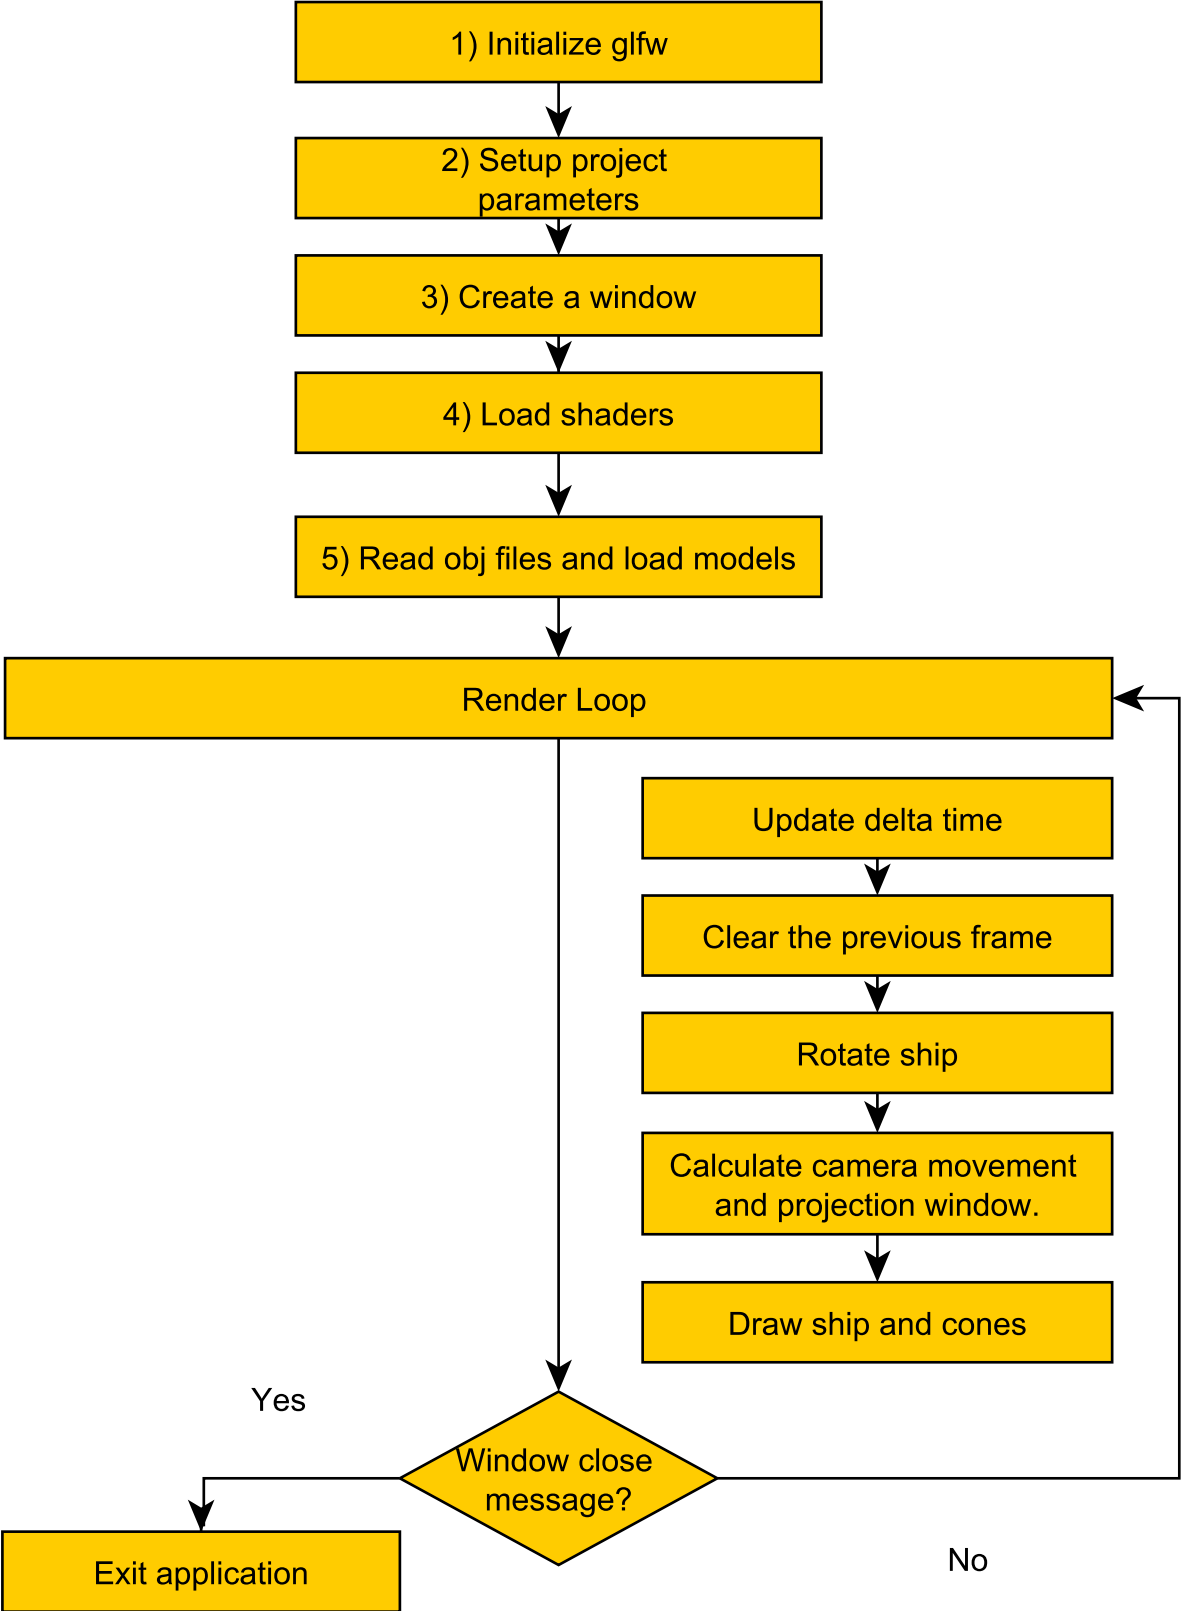 1) Initialize glfw
2) Setup project
parameters
3) Create a window
4) Load shaders
5) Read obj files and load models
Render Loop
Update delta time
Clear the previous frame
Rotate ship
Calculate camera movement
and projection window.
Draw ship and cones
Yes
Window close
message?
No
Exit application